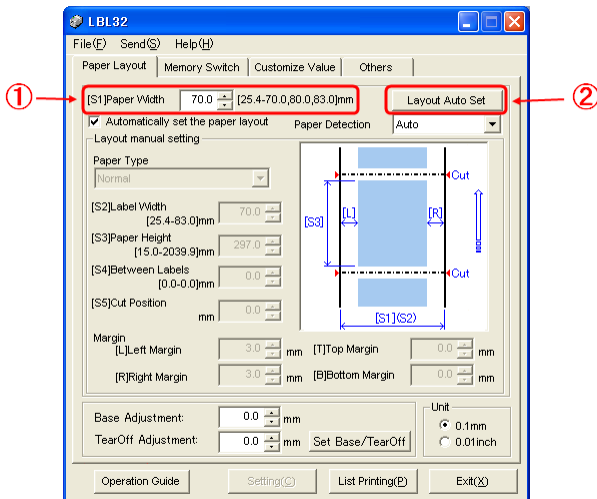 LBL32
File(F) Send(S) Help(H)
Paper Layout Memory Switch Customize Value Others
① [S1]Paper Width 70.0 [25.4-70.0,80.0,83.0]mm Layout Auto Set ②
Automatically set the paper layout Paper Detection Auto
Layout manual setting
Paper Type
Normal
[S2]Label Width
[25.4-83.0]mm 70.0
[S3]Paper Height
[15.0-2039.9]mm 297.0
[S4]Between Labels
[0.0-0.0]mm 0.0
[S5]Cut Position
mm 0.0
Cut
[S3] [L] [R]
Cut
[S1](S2)
Margin
[L]Left Margin 3.0 mm [T]Top Margin 0.0 mm
[R]Right Margin 3.0 mm [B]Bottom Margin 0.0 mm
Base Adjustment: 0.0 mm
TearOff Adjustment: 0.0 mm Set Base/TearOff
Unit
0.1mm
0.01inch
Operation Guide Setting(C) List Printing(P) Exit(X)